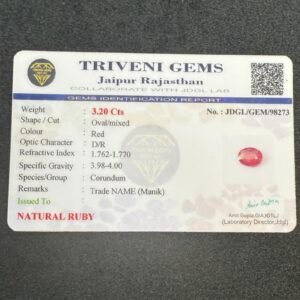 TRIVENI GEMS
Jaipur Rajasthan
COLLABORATE WITH JDGL LAB
GEMS IDENTIFICATION REPORT
Weight : 3.20 Cts
No. : JDGL/GEM/98273
Shape / Cut : Oval/mixed
Colour : Red
Optic Character : D/R
Refractive Index : 1.762-1.770
Specific Gravity : 3.98-4.00
Species/Group : Corundum
Remarks : Trade NAME (Manik)
Issued To
NATURAL RUBY
(Laboratory Director, Jdgl)